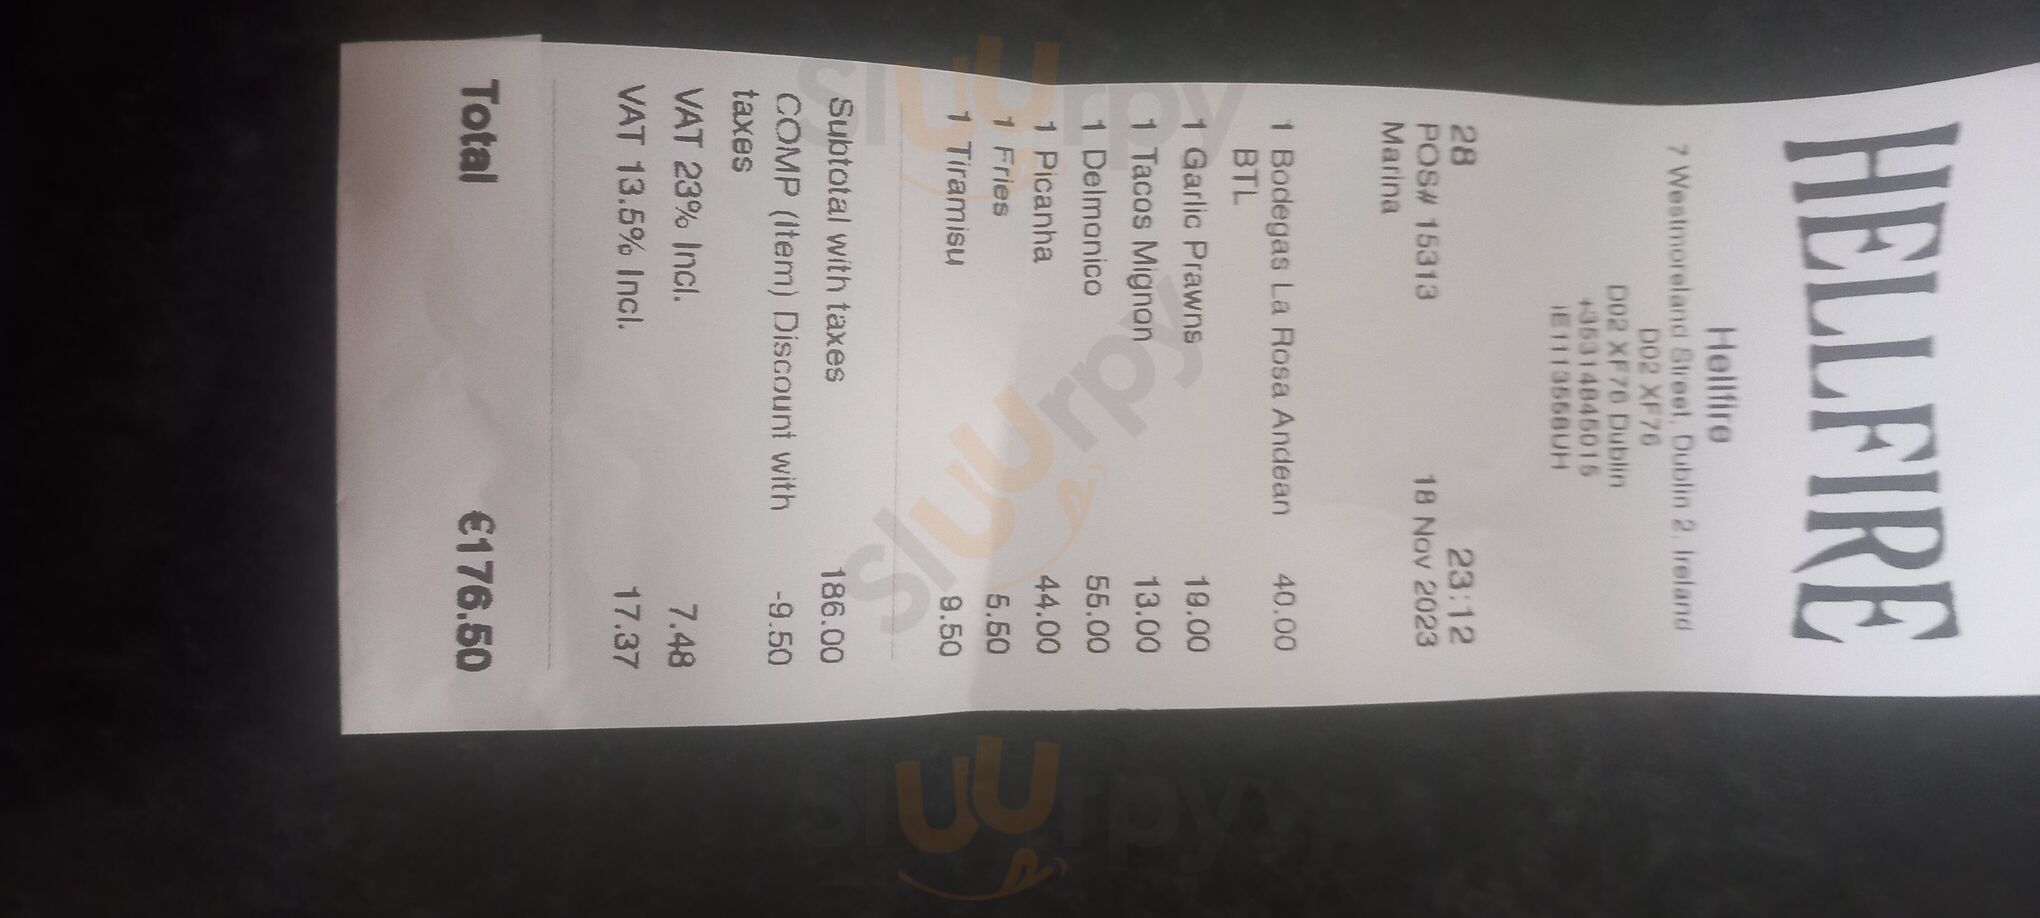 HELLFIRE
Hellfire
7 Westmoreland Street, Dublin 2, Ireland
D02 XF76
D02 XF76 Dublin
+35314845015
28 23:12
POS# 15313 18 Nov 2023
Marina
1 Bodegas La Rosa Andean 40.00
BTL
1 Garlic Prawns 19.00
1 Tacos Mignon 13.00
1 Delmonico 55.00
1 Picanha 44.00
1 Fries 5.50
1 Tiramisu 9.50
Subtotal with taxes 186.00
COMP (Item) Discount with -9.50
taxes
VAT 23% Incl. 7.48
VAT 13.5% Incl. 17.37
Total €176.50
sluurpy
sluurpy
sluurpy